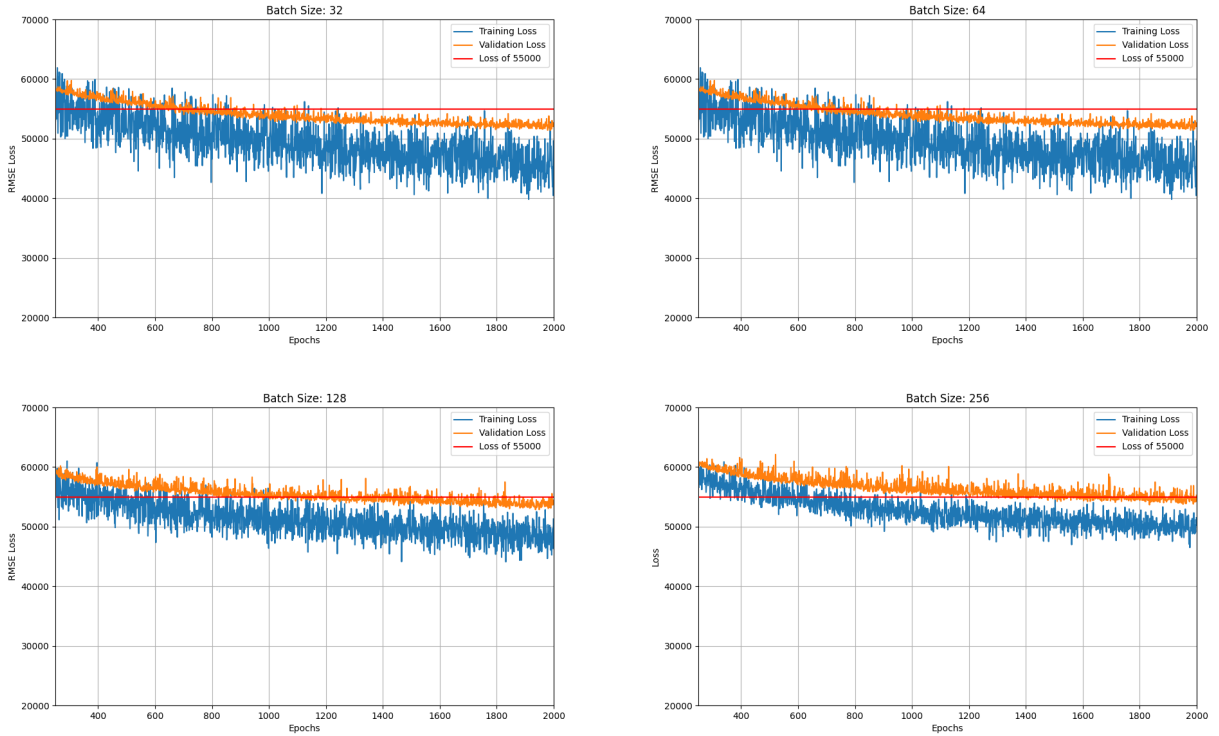 Batch Size: 32
70000
60000
50000
40000
30000
20000
RMSE Loss
Training Loss
Validation Loss
Loss of 55000
400 600 800 1000 1200 1400 1600 1800 2000
Epochs
Batch Size: 64
70000
60000
50000
40000
30000
20000
RMSE Loss
Training Loss
Validation Loss
Loss of 55000
400 600 800 1000 1200 1400 1600 1800 2000
Epochs
Batch Size: 128
70000
60000
50000
40000
30000
20000
RMSE Loss
Training Loss
Validation Loss
Loss of 55000
400 600 800 1000 1200 1400 1600 1800 2000
Epochs
Batch Size: 256
70000
60000
50000
40000
30000
20000
Loss
Training Loss
Validation Loss
Loss of 55000
400 600 800 1000 1200 1400 1600 1800 2000
Epochs